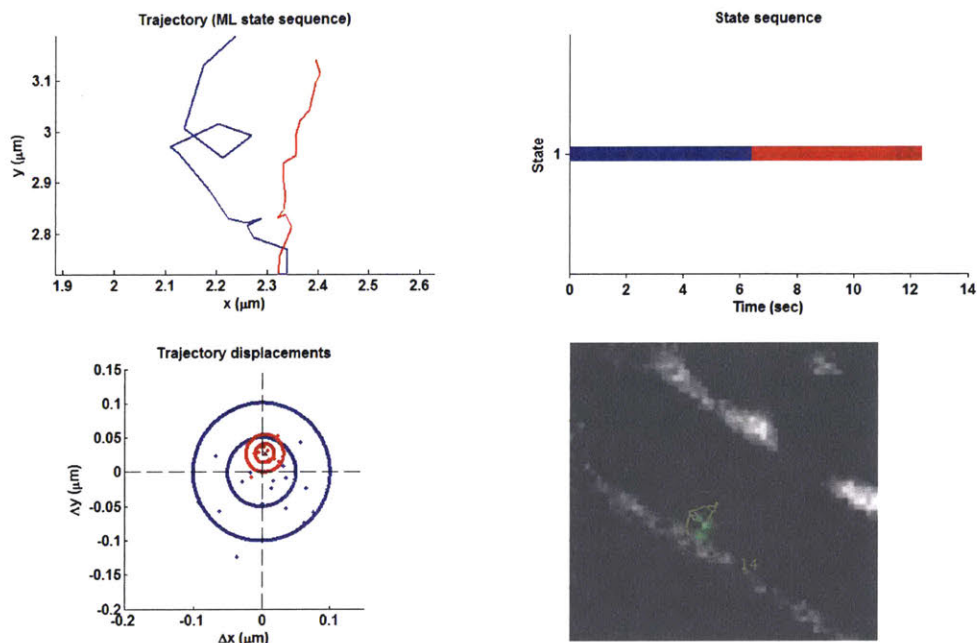 Trajectory (ML state sequence)
y (μm)
3.1
3
2.9
2.8
1.9 2 2.1 2.2 2.3 2.4 2.5 2.6
x (μm)
State sequence
State
1
0 2 4 6 8 10 12 14
Time (sec)
Trajectory displacements
Δy (μm)
0.15
0.1
0.05
0
-0.05
-0.1
-0.15
-0.2
-0.2 -0.1 0 0.1
Δx (μm)
14